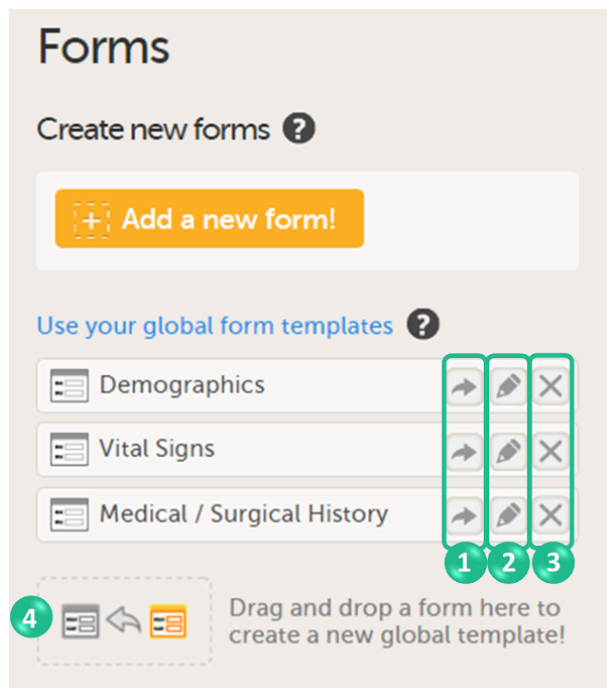 Forms
Create new forms ?
Add a new form!
Use your global form templates ?
Demographics
Vital Signs
Medical / Surgical History
1 2 3
4
Drag and drop a form here to
create a new global template!